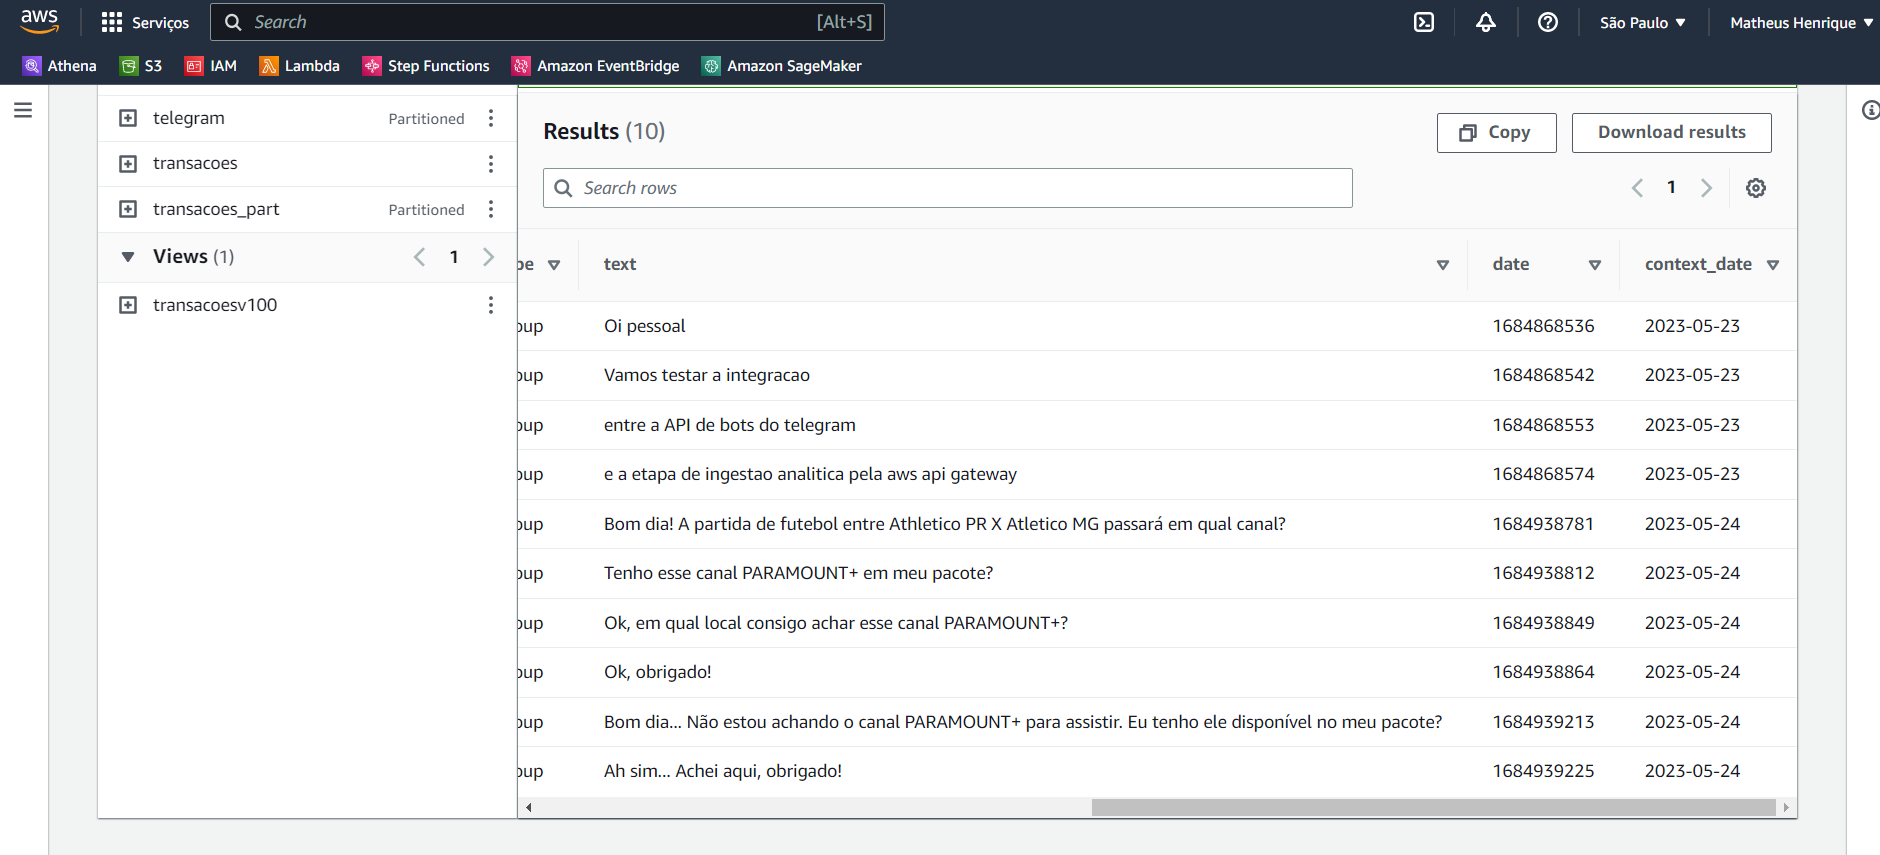 aws Serviços Search [Alt+S] São Paulo Matheus Henrique
Athena S3 IAM Lambda Step Functions Amazon EventBridge Amazon SageMaker
telegram Partitioned
transacoes
transacoes_part Partitioned
Views (1) 1
transacoesv100
Results (10) Copy Download results
Search rows 1
pe text date context_date
oup Oi pessoal 1684868536 2023-05-23
oup Vamos testar a integracao 1684868542 2023-05-23
oup entre a API de bots do telegram 1684868553 2023-05-23
oup e a etapa de ingestao analitica pela aws api gateway 1684868574 2023-05-23
oup Bom dia! A partida de futebol entre Athletico PR X Atletico MG passará em qual canal? 1684938781 2023-05-24
oup Tenho esse canal PARAMOUNT+ em meu pacote? 1684938812 2023-05-24
oup Ok, em qual local consigo achar esse canal PARAMOUNT+? 1684938849 2023-05-24
oup Ok, obrigado! 1684938864 2023-05-24
oup Bom dia... Não estou achando o canal PARAMOUNT+ para assistir. Eu tenho ele disponível no meu pacote? 1684939213 2023-05-24
oup Ah sim... Achei aqui, obrigado! 1684939225 2023-05-24